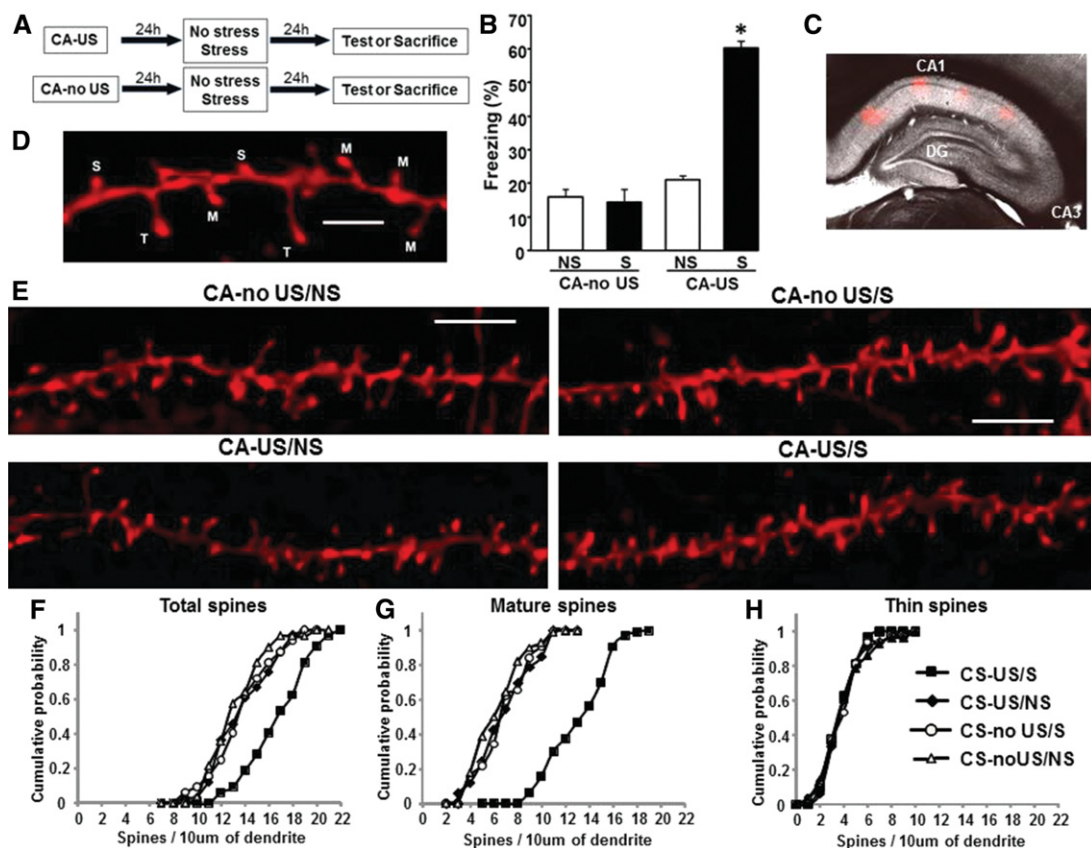 A
CA-US 24h No stress Stress 24h Test or Sacrifice
CA-no US 24h No stress Stress 24h Test or Sacrifice
B
Freezing (%)
70
60
50
40
30
20
10
0
*
NS S NS S
CA-no US CA-US
C
CA1
DG
CA3
D
S S M M
T M T M
E
CA-no US/NS
CA-no US/S
CA-US/NS
CA-US/S
F
Total spines
Cumulative probability
1
0.8
0.6
0.4
0.2
0
0 2 4 6 8 10 12 14 16 18 20 22
Spines / 10um of dendrite
G
Mature spines
Cumulative probability
1
0.8
0.6
0.4
0.2
0
0 2 4 6 8 10 12 14 16 18 20 22
Spines / 10um of dendrite
H
Thin spines
Cumulative probability
1
0.8
0.6
0.4
0.2
0
0 2 4 6 8 10 12 14 16 18 20 22
Spines / 10um of dendrite
CS-US/S
CS-US/NS
CS-no US/S
CS-noUS/NS